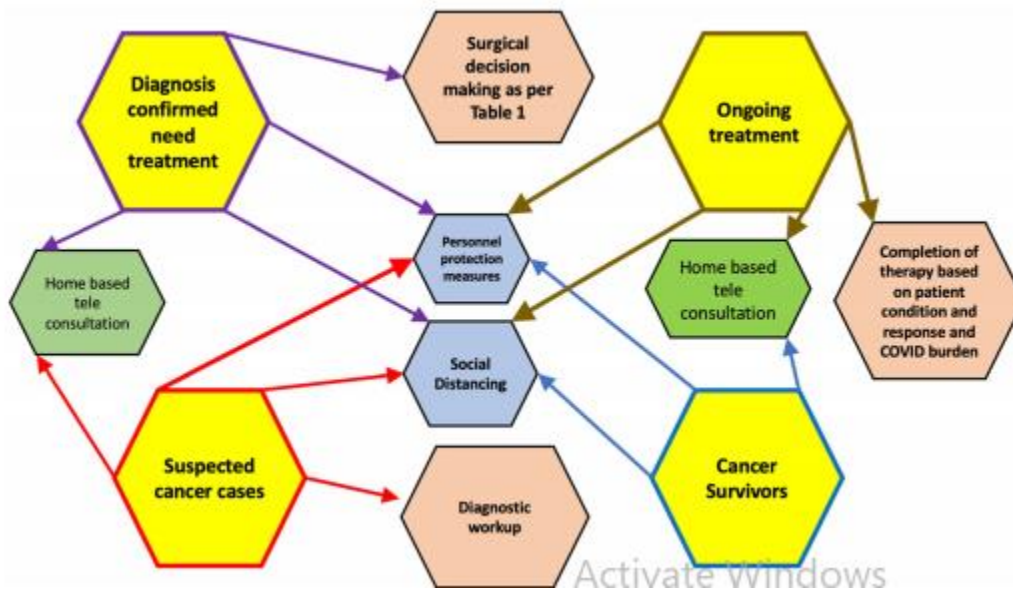 Diagnosis
confirmed
need
treatment
Surgical
decision
making as per
Table 1
Ongoing
treatment
Home based
tele
consultation
Personnel
protection
measures
Home based
tele
consultation
Completion of
therapy based
on patient
condition and
response and
COVID burden
Social
Distancing
Suspected
cancer cases
Diagnostic
workup
Cancer
Survivors
Activate Windows